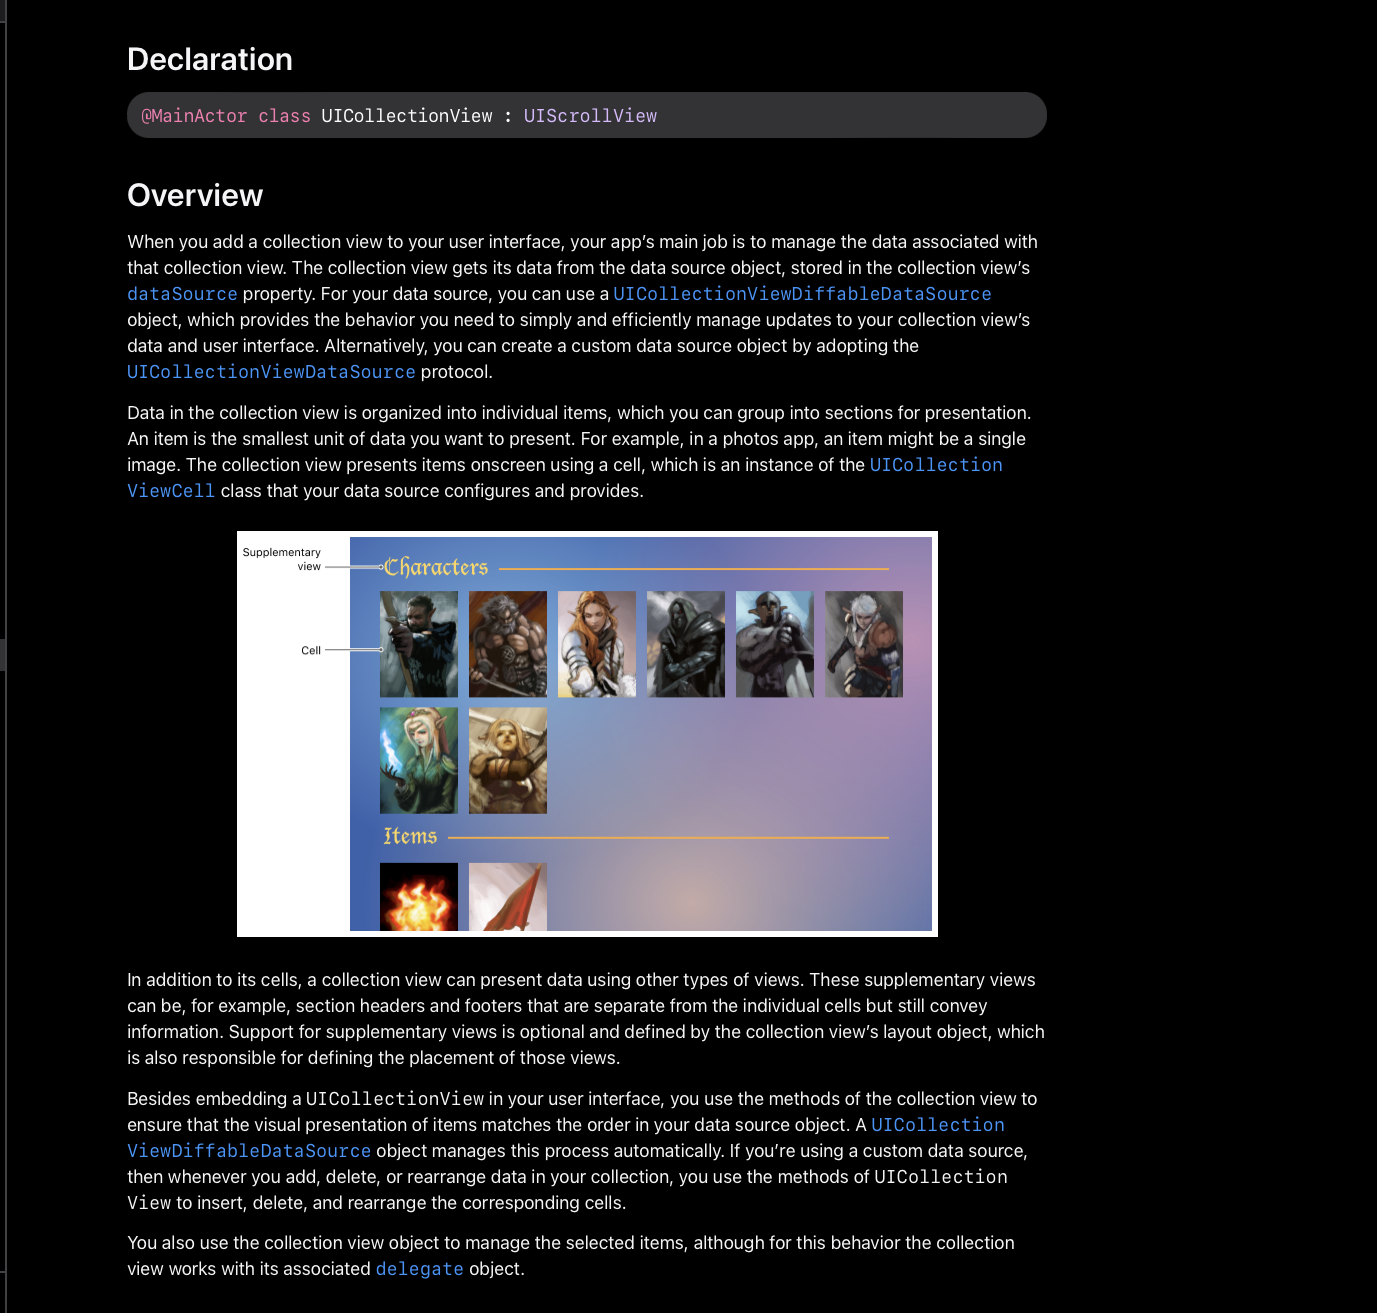 Declaration
@MainActor class UICollectionView : UIScrollView
Overview
When you add a collection view to your user interface, your app’s main job is to manage the data associated with
that collection view. The collection view gets its data from the data source object, stored in the collection view’s
dataSource property. For your data source, you can use a UICollectionViewDiffableDataSource
object, which provides the behavior you need to simply and efficiently manage updates to your collection view’s
data and user interface. Alternatively, you can create a custom data source object by adopting the
UICollectionViewDataSource protocol.
Data in the collection view is organized into individual items, which you can group into sections for presentation.
An item is the smallest unit of data you want to present. For example, in a photos app, an item might be a single
image. The collection view presents items onscreen using a cell, which is an instance of the UICollection
ViewCell class that your data source configures and provides.
Supplementary
view
Characters
Cell
Items
In addition to its cells, a collection view can present data using other types of views. These supplementary views
can be, for example, section headers and footers that are separate from the individual cells but still convey
information. Support for supplementary views is optional and defined by the collection view’s layout object, which
is also responsible for defining the placement of those views.
Besides embedding a UICollectionView in your user interface, you use the methods of the collection view to
ensure that the visual presentation of items matches the order in your data source object. A UICollection
ViewDiffableDataSource object manages this process automatically. If you’re using a custom data source,
then whenever you add, delete, or rearrange data in your collection, you use the methods of UICollection
View to insert, delete, and rearrange the corresponding cells.
You also use the collection view object to manage the selected items, although for this behavior the collection
view works with its associated delegate object.